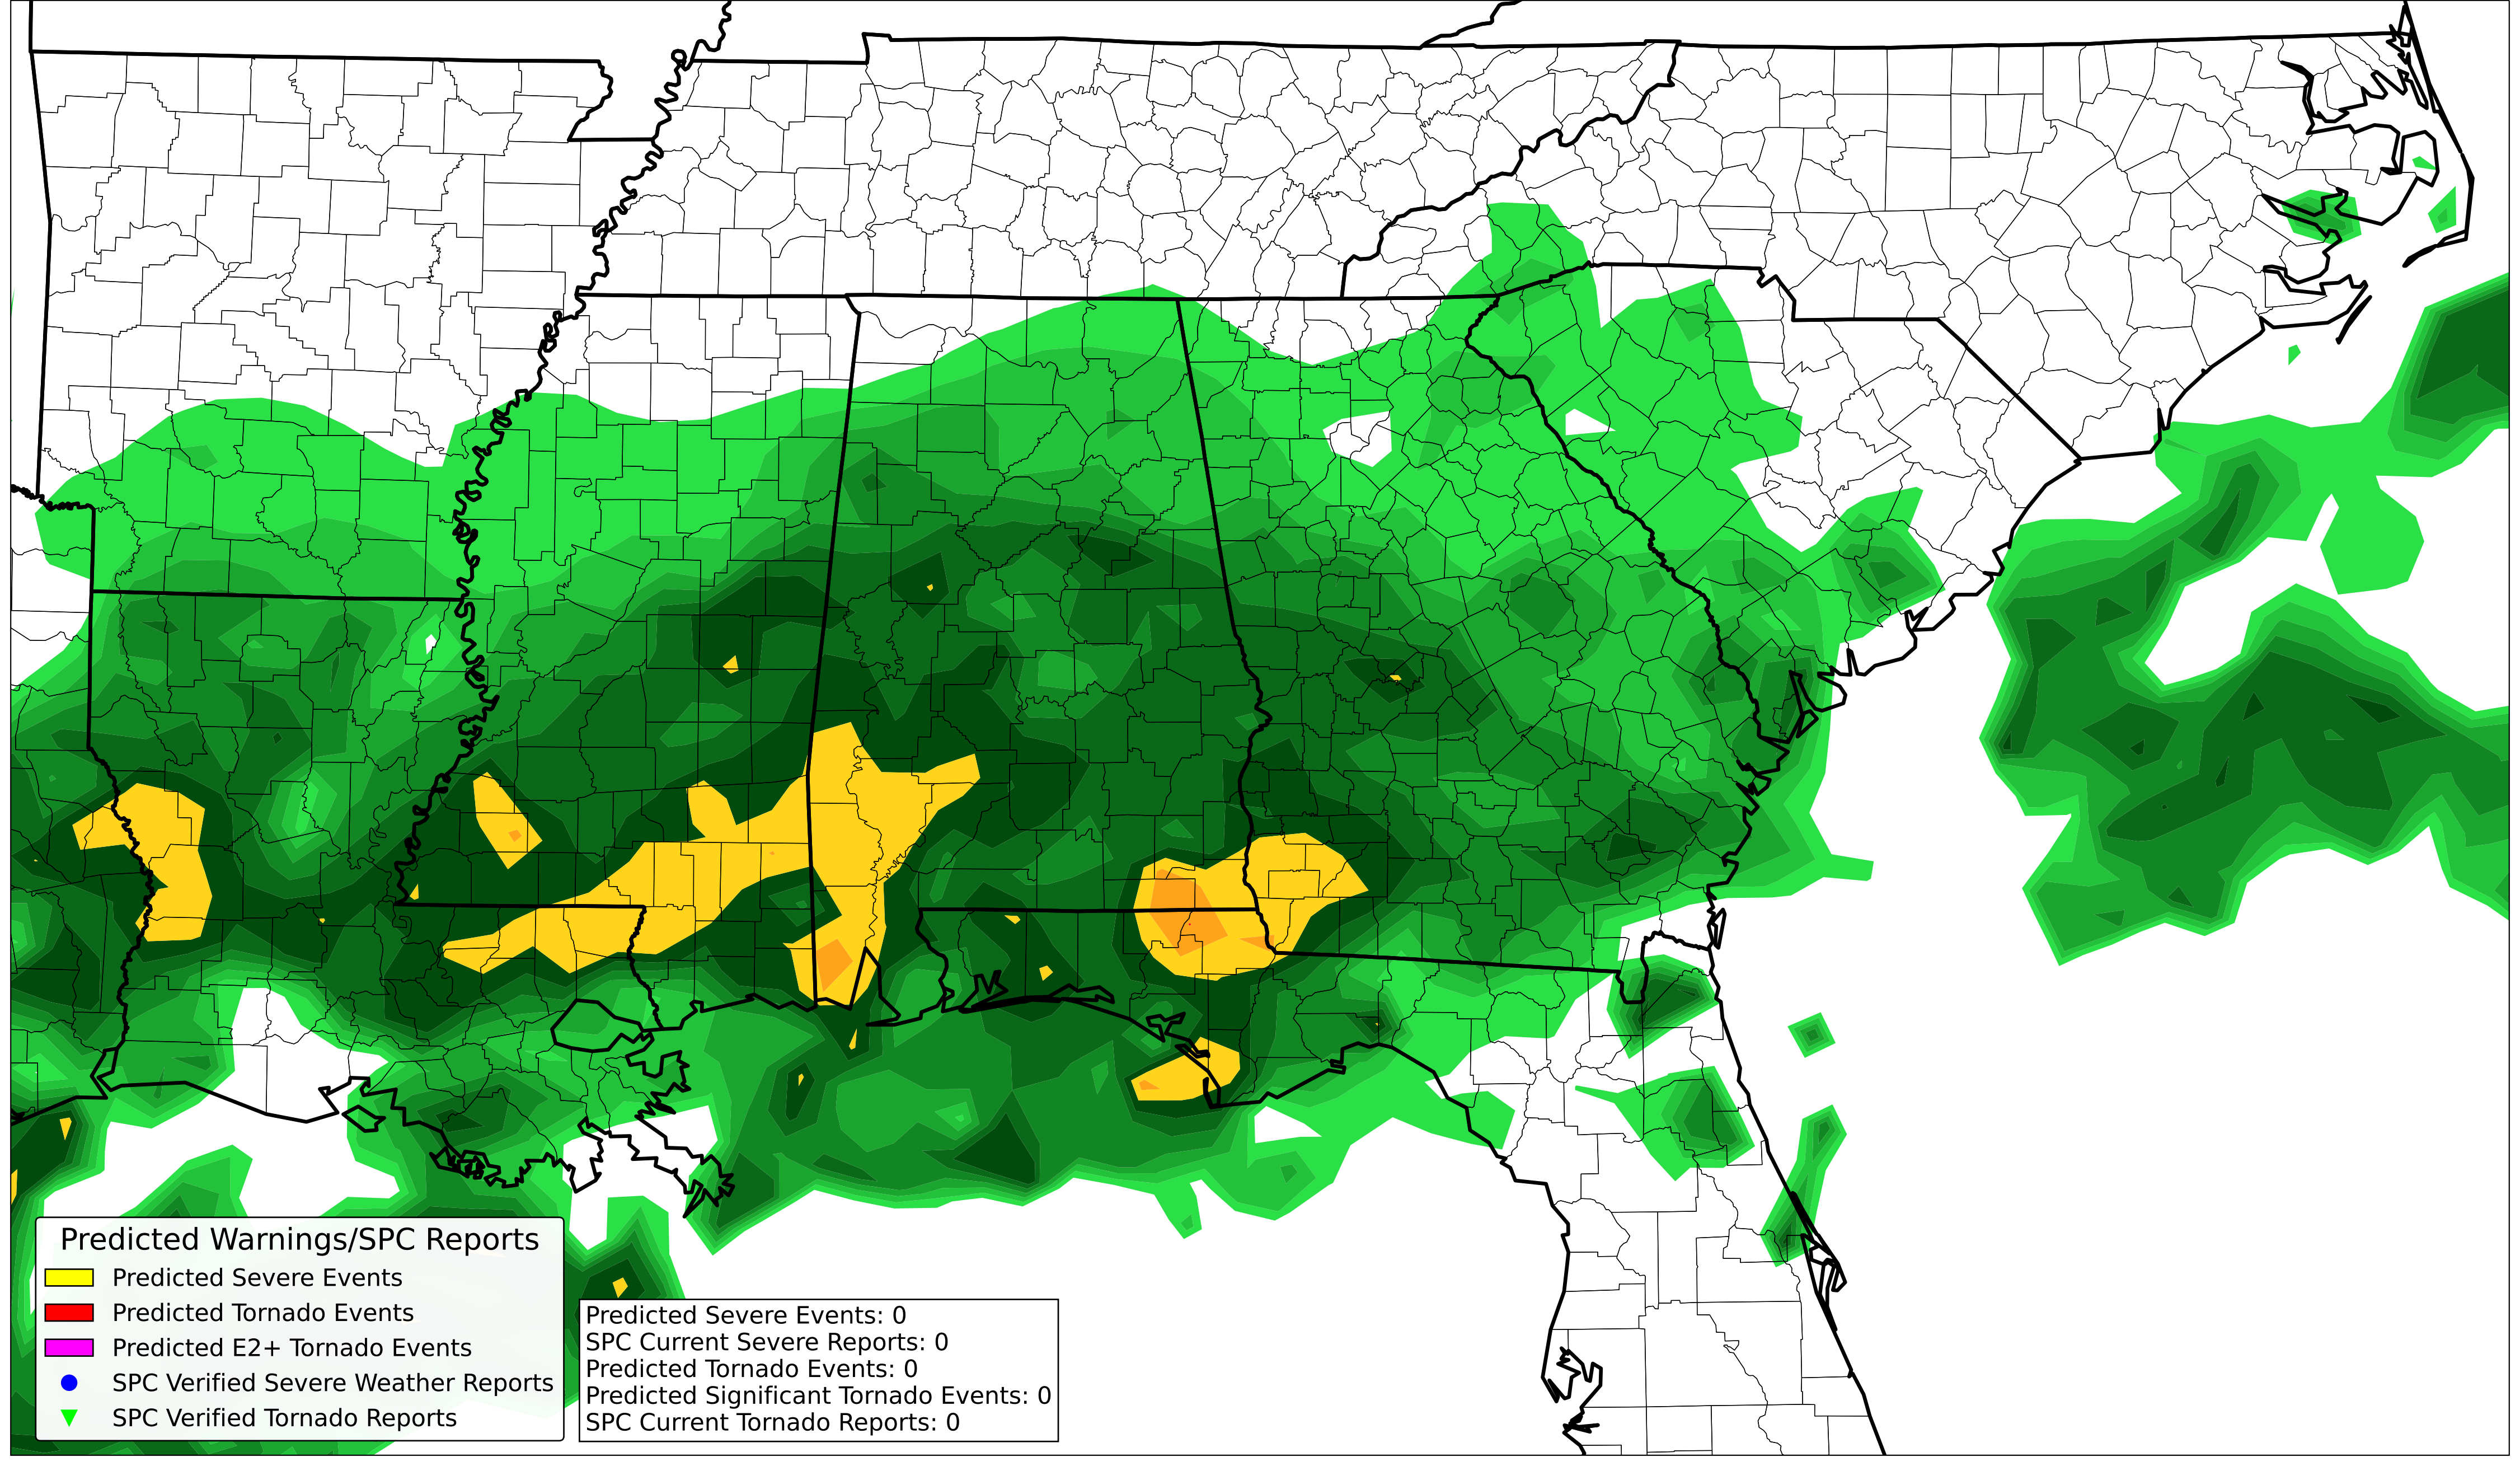 Predicted Warnings/SPC Reports
Predicted Severe Events
Predicted Tornado Events
Predicted E2+ Tornado Events
SPC Verified Severe Weather Reports
SPC Verified Tornado Reports
Predicted Severe Events: 0
SPC Current Severe Reports: 0
Predicted Tornado Events: 0
Predicted Significant Tornado Events: 0
SPC Current Tornado Reports: 0